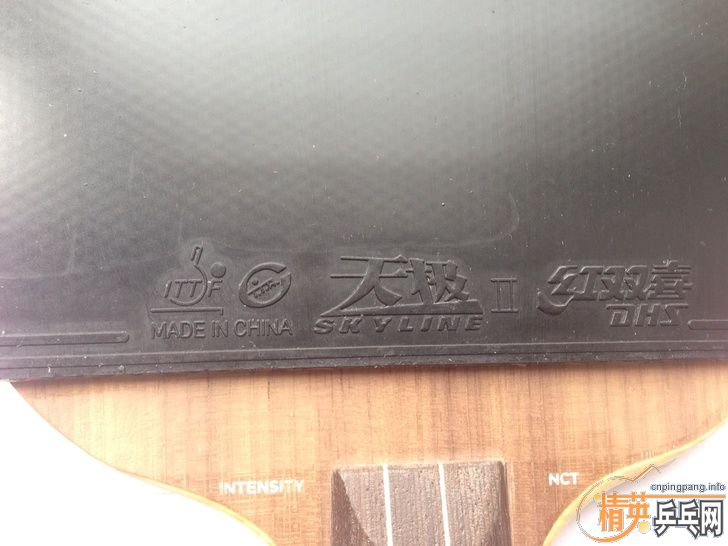 ITTF
MADE IN CHINA
天极 II
SKYLINE
红双喜
DHS
INTENSITY
NCT
cnpingpang.info
精英乒乓网